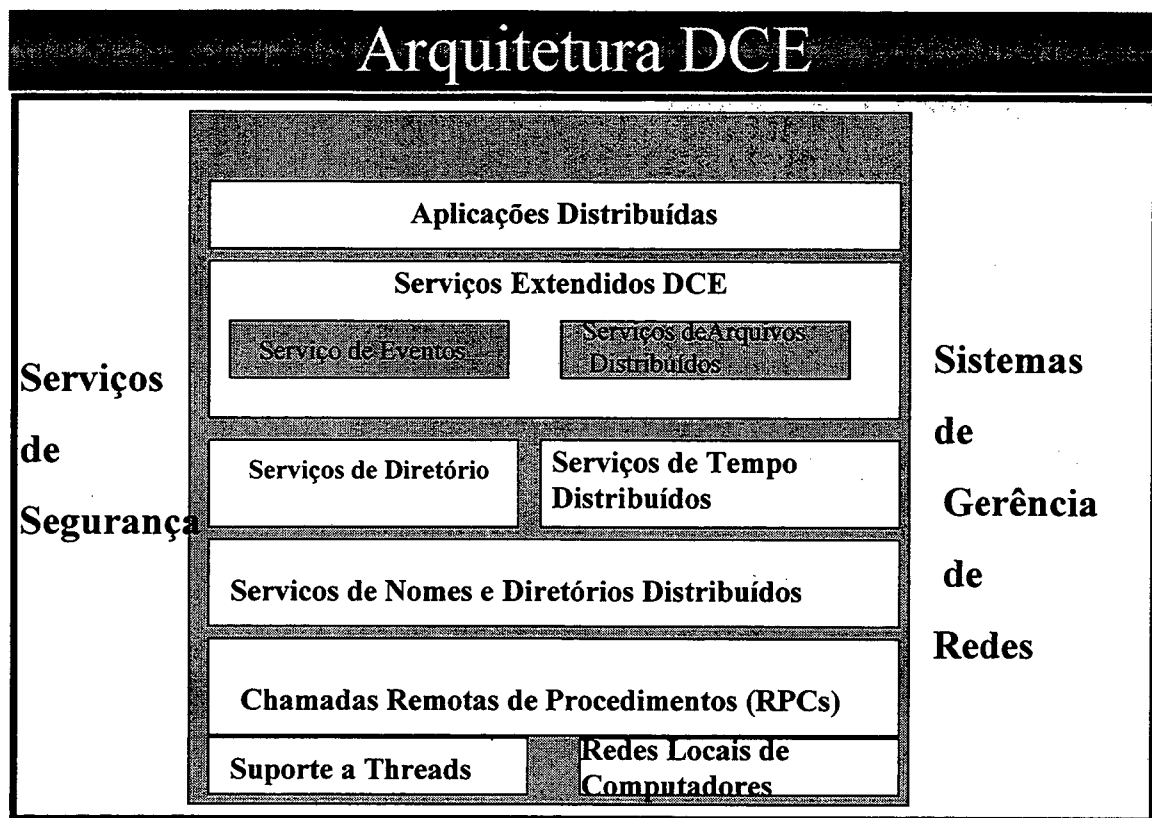 Arquitetura DCE
Aplicações Distribuídas
Serviços Extendidos DCE
Serviço de Eventos
Serviços deArquivos
Distribuídos
Serviços
de
Segurança
Sistemas
de
Gerência
de
Redes
Serviços de Diretório
Serviços de Tempo
Distribuídos
Servicos de Nomes e Diretórios Distribuídos
Chamadas Remotas de Procedimentos (RPCs)
Suporte a Threads
Redes Locais de
Computadores